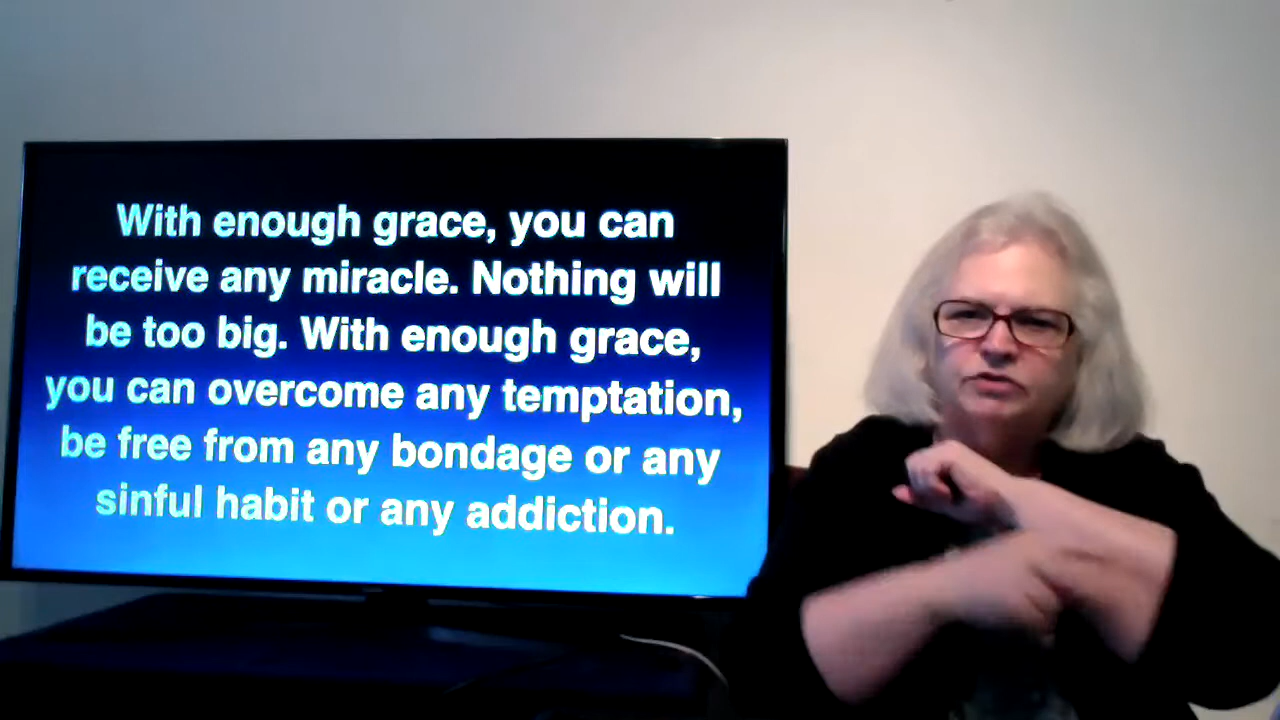 With enough grace, you can
receive any miracle. Nothing will
be too big. With enough grace,
you can overcome any temptation,
be free from any bondage or any
sinful habit or any addiction.